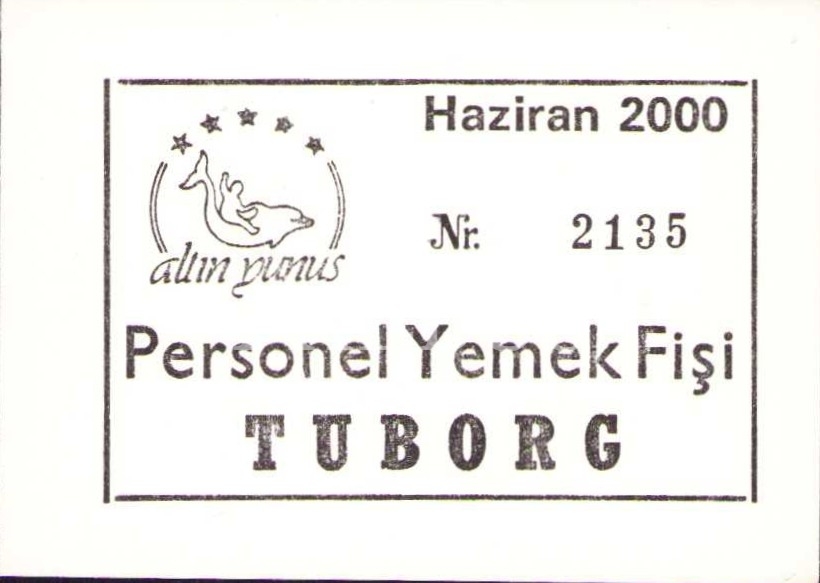 Haziran 2000
altın yunus
Nr. 2135
Personel Yemek Fişi
TUBORG